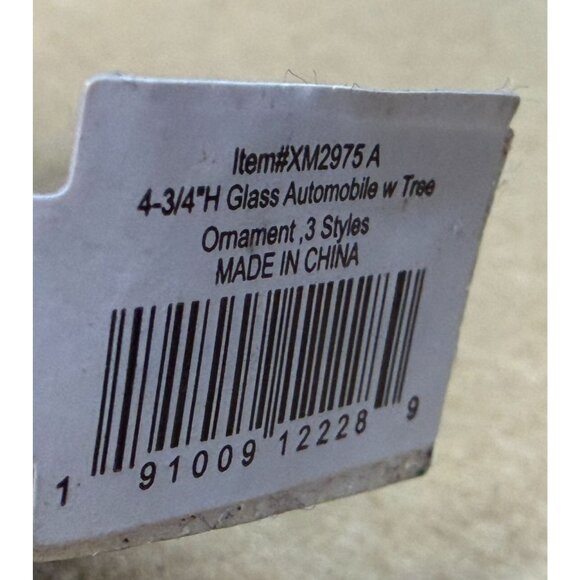 Item#XM2975 A
4-3/4"H Glass Automobile w Tree
Ornament ,3 Styles
MADE IN CHINA
1 91009 12228 9